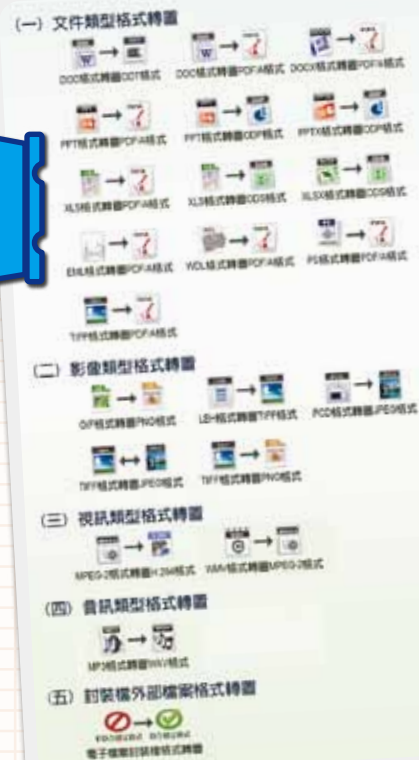 (一) 文件類型格式轉置
DOC格式轉置ODT格式 DOC格式轉置PDF/A格式 DOCX格式轉置PDF/A格式
PPT格式轉置PDF/A格式 PPT格式轉置ODP格式 PPTX格式轉置ODP格式
XLS格式轉置PDF/A格式 XLS格式轉置ODS格式 XLSX格式轉置ODS格式
EML格式轉置PDF/A格式 WDL格式轉置PDF/A格式 PS格式轉置PDF/A格式
TIFF格式轉置PDF/A格式
(二) 影像類型格式轉置
GIF格式轉置PNG格式 LEH格式轉置TIFF格式 PCD格式轉置JPEG格式
TIFF格式轉置JPEG格式 TIFF格式轉置PNG格式
(三) 視訊類型格式轉置
MPEG-2格式轉置H.264格式 WMV格式轉置MPEG-2格式
(四) 音訊類型格式轉置
MP3格式轉置WAV格式
(五) 封裝檔外部檔案格式轉置
電子檔案封裝檔格式轉置